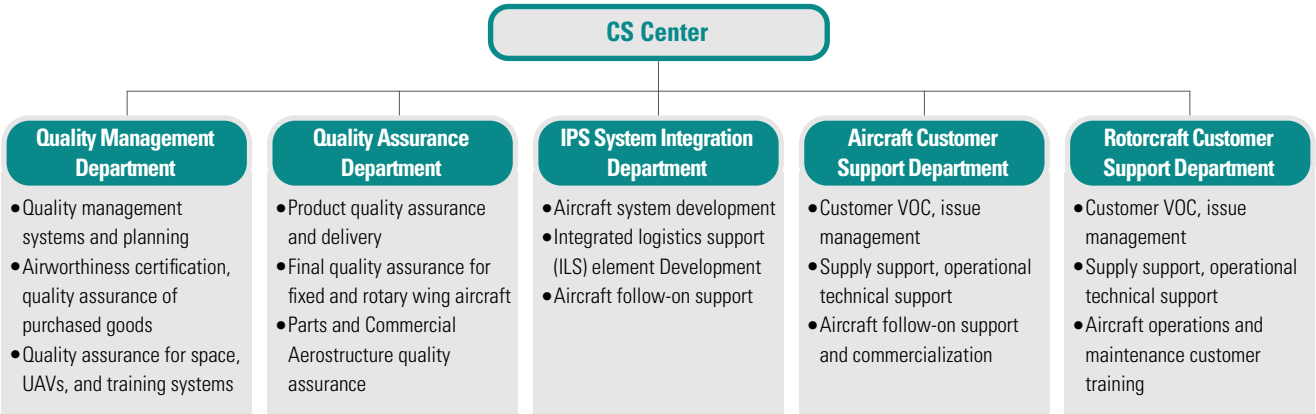 CS Center
Quality Management
Department
•Quality management
systems and planning
•Airworthiness certification,
quality assurance of
purchased goods
•Quality assurance for space,
UAVs, and training systems
Quality Assurance
Department
•Product quality assurance
and delivery
•Final quality assurance for
fixed and rotary wing aircraft
•Parts and Commercial
Aerostructure quality
assurance
IPS System Integration
Department
•Aircraft system development
•Integrated logistics support
(ILS) element Development
•Aircraft follow-on support
Aircraft Customer
Support Department
•Customer VOC, issue
management
•Supply support, operational
technical support
•Aircraft follow-on support
and commercialization
Rotorcraft Customer
Support Department
•Customer VOC, issue
management
•Supply support, operational
technical support
•Aircraft operations and
maintenance customer
training